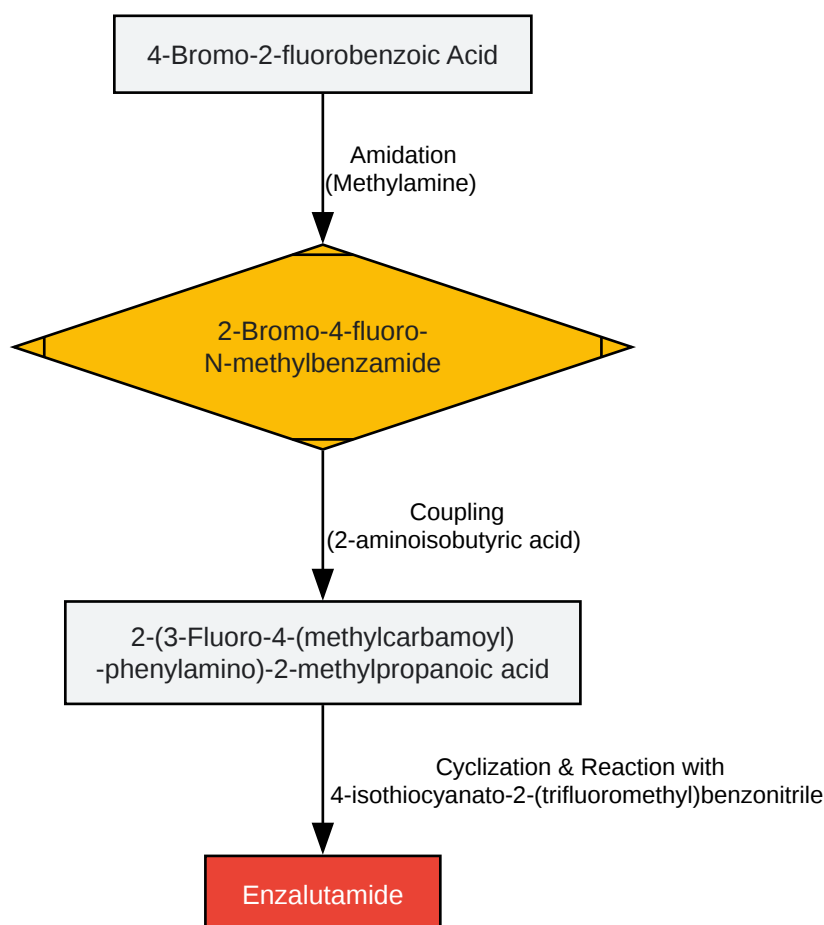 4-Bromo-2-fluorobenzoic Acid
Amidation
(Methylamine)
2-Bromo-4-fluoro-
N-methylbenzamide
Coupling
(2-aminoisobutyric acid)
2-(3-Fluoro-4-(methylcarbamoyl)
-phenylamino)-2-methylpropanoic acid
Cyclization & Reaction with
4-isothiocyanato-2-(trifluoromethyl)benzonitrile
Enzalutamide